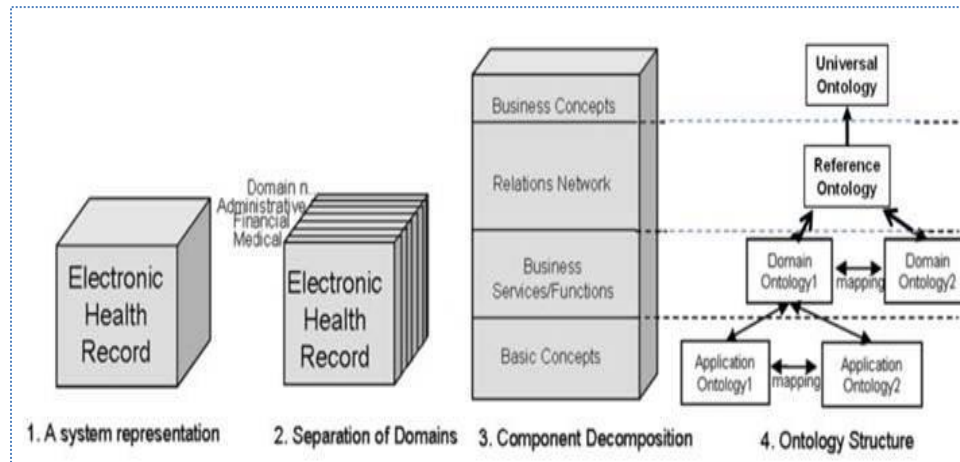 Electronic
Health
Record
1. A system representation
Domain n
Administrative
Financial
Medical
Electronic
Health
Record
2. Separation of Domains
Business Concepts
Relations Network
Business
Services/Functions
Basic Concepts
3. Component Decomposition
Universal
Ontology
Reference
Ontology
Domain
Ontology1
mapping
Domain
Ontology2
Application
Ontology1
mapping
Application
Ontology2
4. Ontology Structure